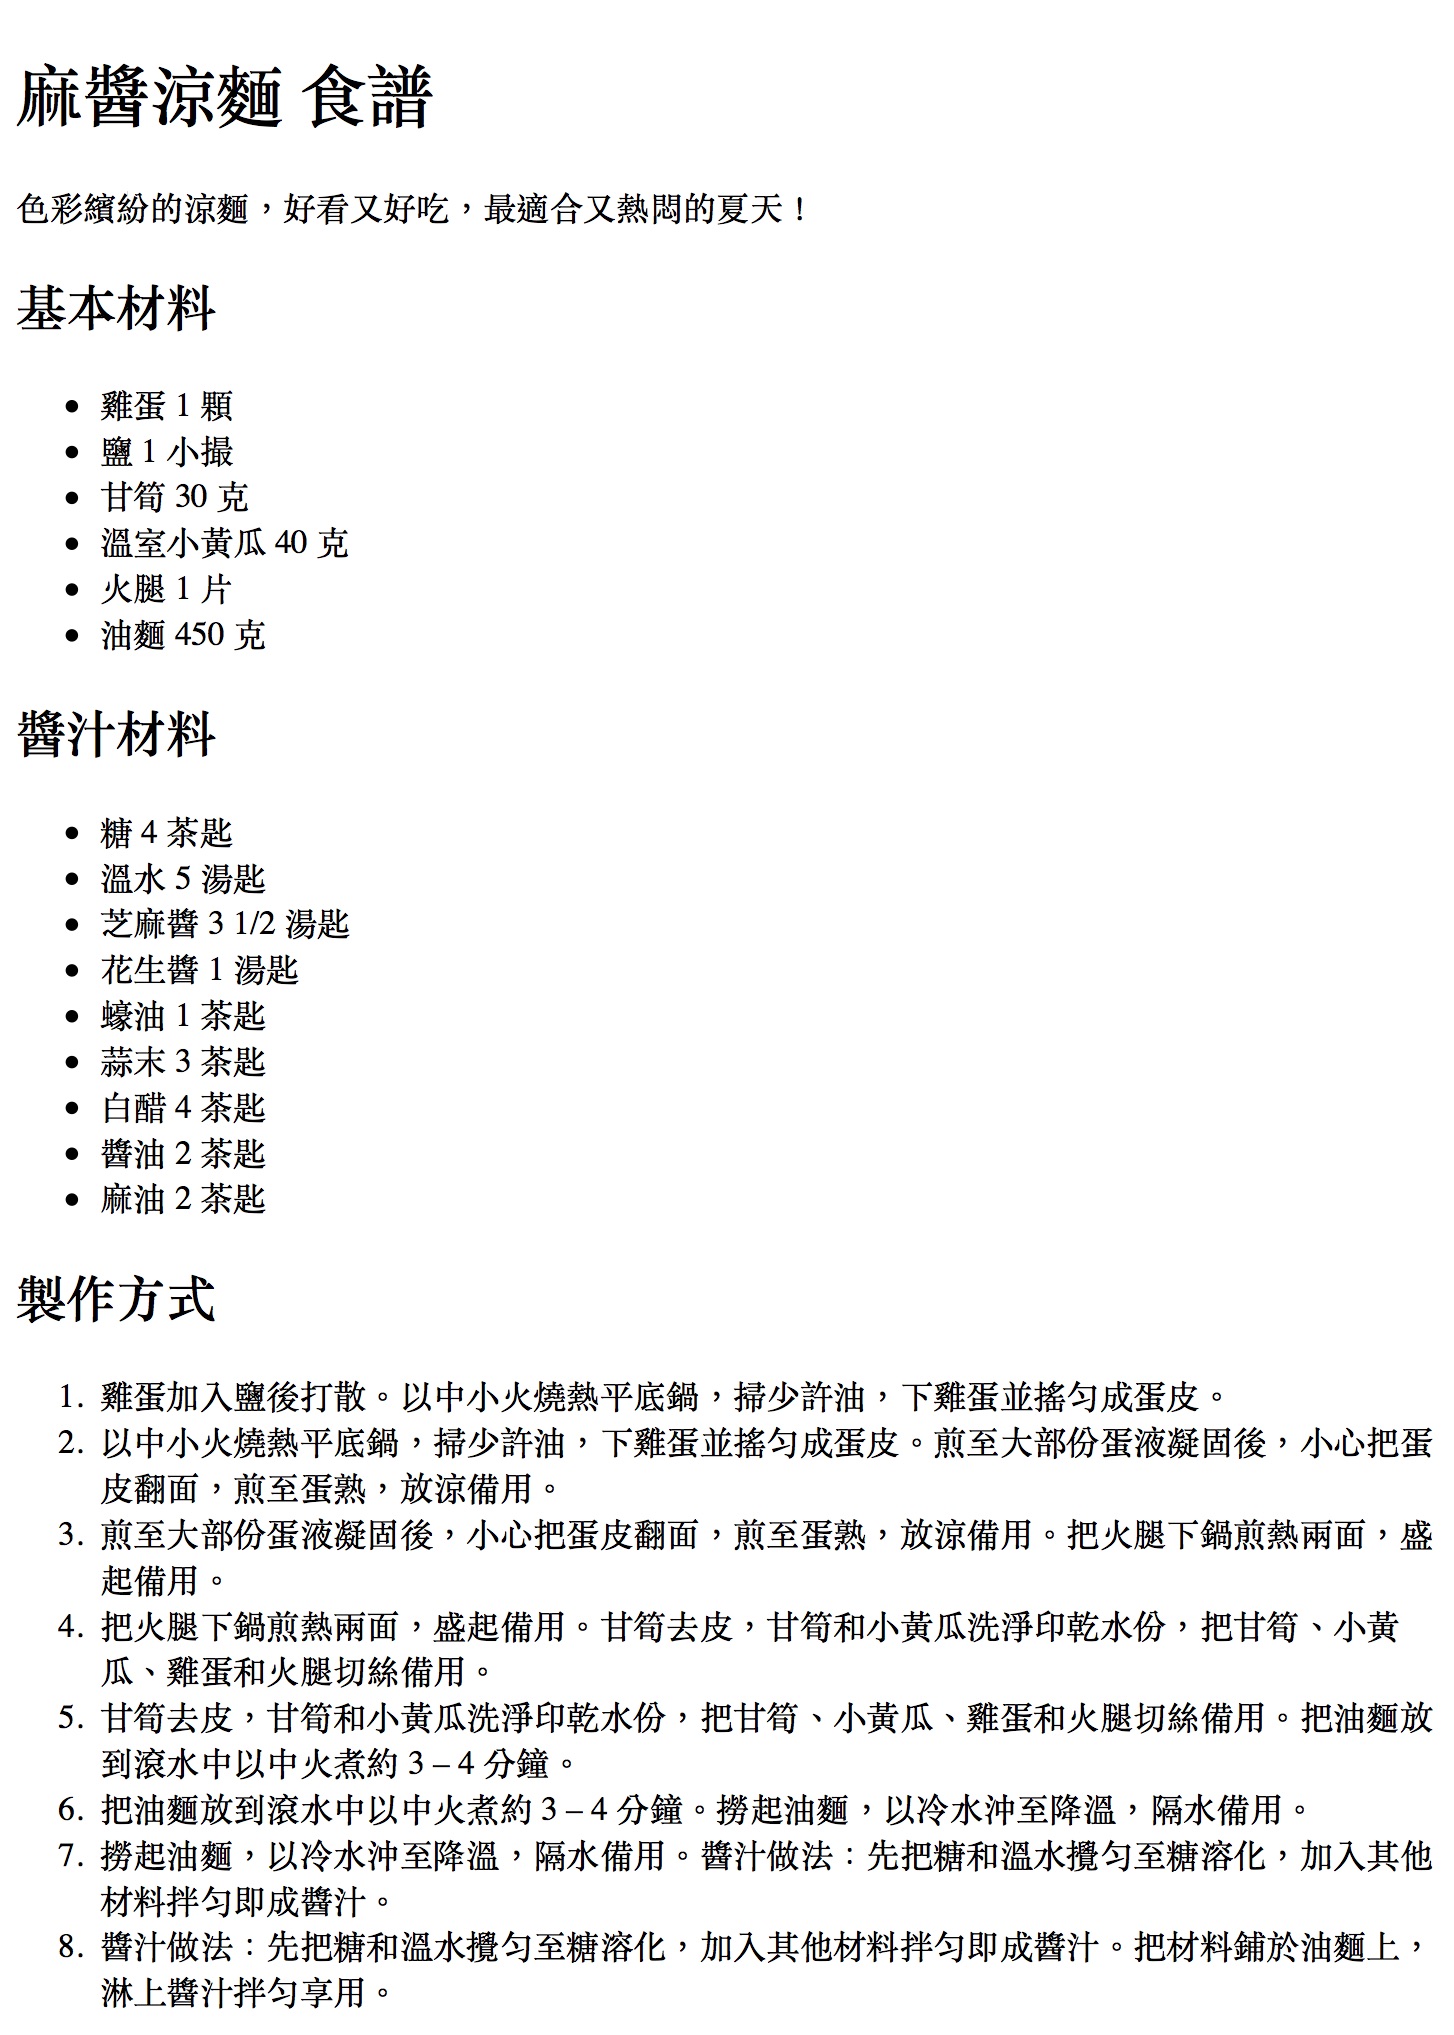 麻醬涼麵 食譜
色彩繽紛的涼麵，好看又好吃，最適合又熱悶的夏天！
基本材料
• 雞蛋 1 顆
• 鹽 1 小撮
• 甘筍 30 克
• 溫室小黃瓜 40 克
• 火腿 1 片
• 油麵 450 克
醬汁材料
• 糖 4 茶匙
• 溫水 5 湯匙
• 芝麻醬 3 1/2 湯匙
• 花生醬 1 湯匙
• 蠔油 1 茶匙
• 蒜末 3 茶匙
• 白醋 4 茶匙
• 醬油 2 茶匙
• 麻油 2 茶匙
製作方式
1. 雞蛋加入鹽後打散。以中小火燒熱平底鍋，掃少許油，下雞蛋並搖勻成蛋皮。
2. 以中小火燒熱平底鍋，掃少許油，下雞蛋並搖勻成蛋皮。煎至大部份蛋液凝固後，小心把蛋
皮翻面，煎至蛋熟，放涼備用。
3. 煎至大部份蛋液凝固後，小心把蛋皮翻面，煎至蛋熟，放涼備用。把火腿下鍋煎熱兩面，盛
起備用。
4. 把火腿下鍋煎熱兩面，盛起備用。甘筍去皮，甘筍和小黃瓜洗淨印乾水份，把甘筍、小黃
瓜、雞蛋和火腿切絲備用。
5. 甘筍去皮，甘筍和小黃瓜洗淨印乾水份，把甘筍、小黃瓜、雞蛋和火腿切絲備用。把油麵放
到滾水中以中火煮約 3 – 4 分鐘。
6. 把油麵放到滾水中以中火煮約 3 – 4 分鐘。撈起油麵，以冷水沖至降溫，隔水備用。
7. 撈起油麵，以冷水沖至降溫，隔水備用。醬汁做法：先把糖和溫水攪勻至糖溶化，加入其他
材料拌勻即成醬汁。
8. 醬汁做法：先把糖和溫水攪勻至糖溶化，加入其他材料拌勻即成醬汁。把材料鋪於油麵上，
淋上醬汁拌勻享用。